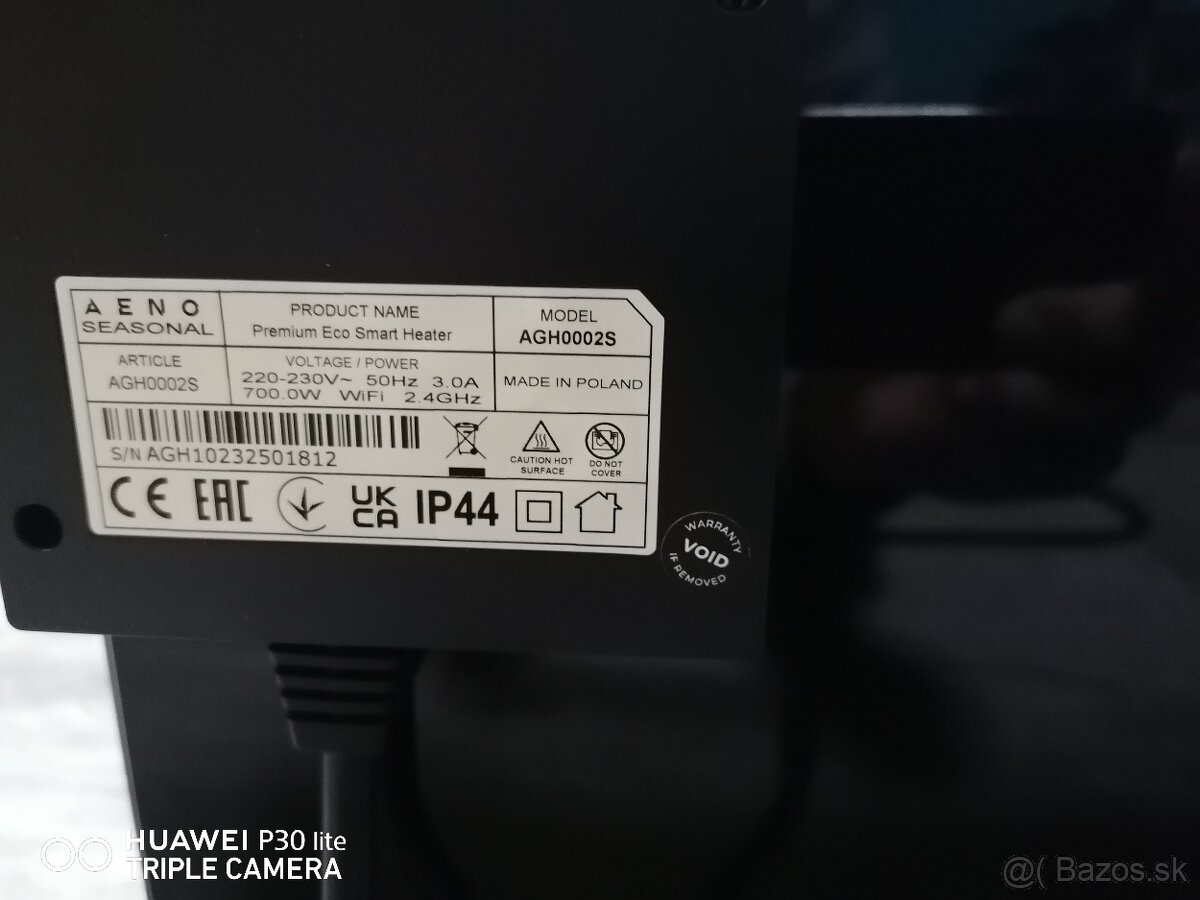 AENO
SEASONAL
PRODUCT NAME
Premium Eco Smart Heater
MODEL
AGH0002S
ARTICLE
AGH0002S
VOLTAGE / POWER
220-230V~ 50Hz 3.0A
700.0W WiFi 2.4GHz
MADE IN POLAND
S/N AGH10232501812
CAUTION HOT
SURFACE
DO NOT
COVER
CE EAC UK
CA IP44
WARRANTY
VOID
IF REMOVED
HUAWEI P30 lite
TRIPLE CAMERA
@( Bazos.sk